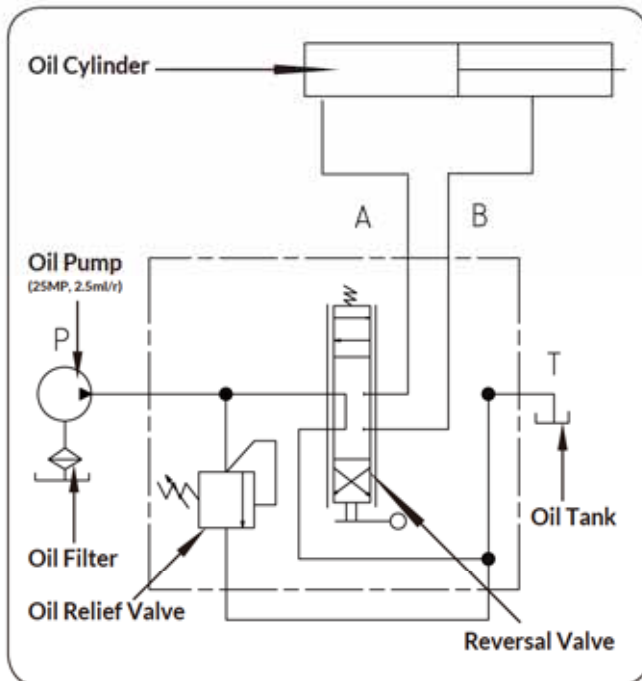 Oil Cylinder
A
B
Oil Pump
(25MP, 2.5ml/r)
P
T
Oil Tank
Oil Filter
Oil Relief Valve
Reversal Valve